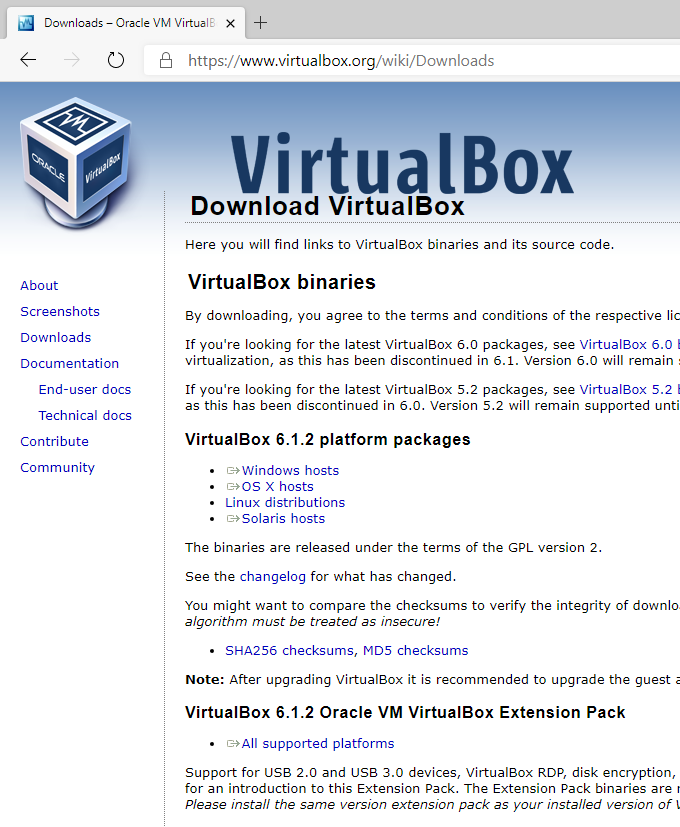 Downloads – Oracle VM VirtualB
https://www.virtualbox.org/wiki/Downloads
ORACLE
VirtualBox
VirtualBox
Download VirtualBox
Here you will find links to VirtualBox binaries and its source code.
About
Screenshots
Downloads
Documentation
End-user docs
Technical docs
Contribute
Community
VirtualBox binaries
By downloading, you agree to the terms and conditions of the respective lic
If you're looking for the latest VirtualBox 6.0 packages, see VirtualBox 6.0
virtualization, as this has been discontinued in 6.1. Version 6.0 will remain
If you're looking for the latest VirtualBox 5.2 packages, see VirtualBox 5.2
as this has been discontinued in 6.0. Version 5.2 will remain supported unti
VirtualBox 6.1.2 platform packages
Windows hosts
OS X hosts
Linux distributions
Solaris hosts
The binaries are released under the terms of the GPL version 2.
See the changelog for what has changed.
You might want to compare the checksums to verify the integrity of downloa
algorithm must be treated as insecure!
SHA256 checksums, MD5 checksums
Note: After upgrading VirtualBox it is recommended to upgrade the guest a
VirtualBox 6.1.2 Oracle VM VirtualBox Extension Pack
All supported platforms
Support for USB 2.0 and USB 3.0 devices, VirtualBox RDP, disk encryption,
for an introduction to this Extension Pack. The Extension Pack binaries are
Please install the same version extension pack as your installed version of V